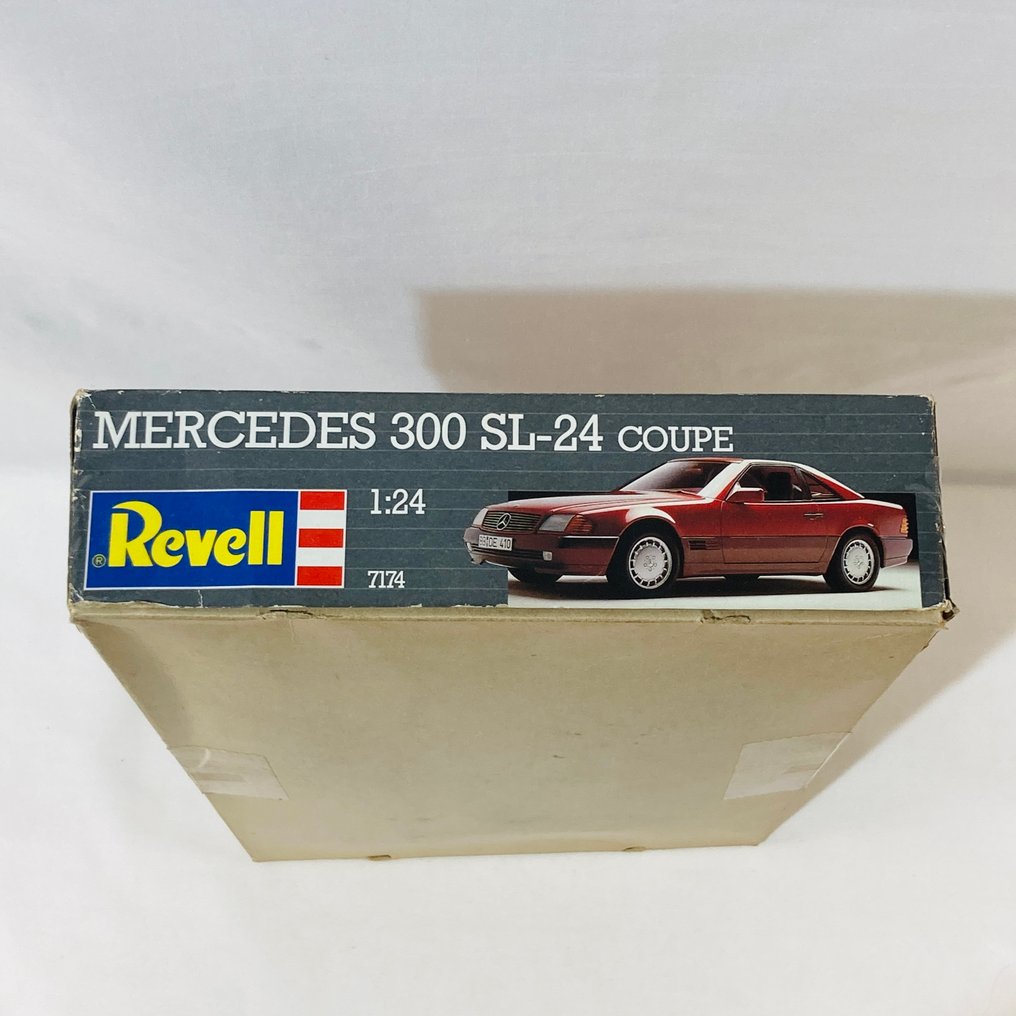 MERCEDES 300 SL-24 COUPE
®Revell
1:24
7174